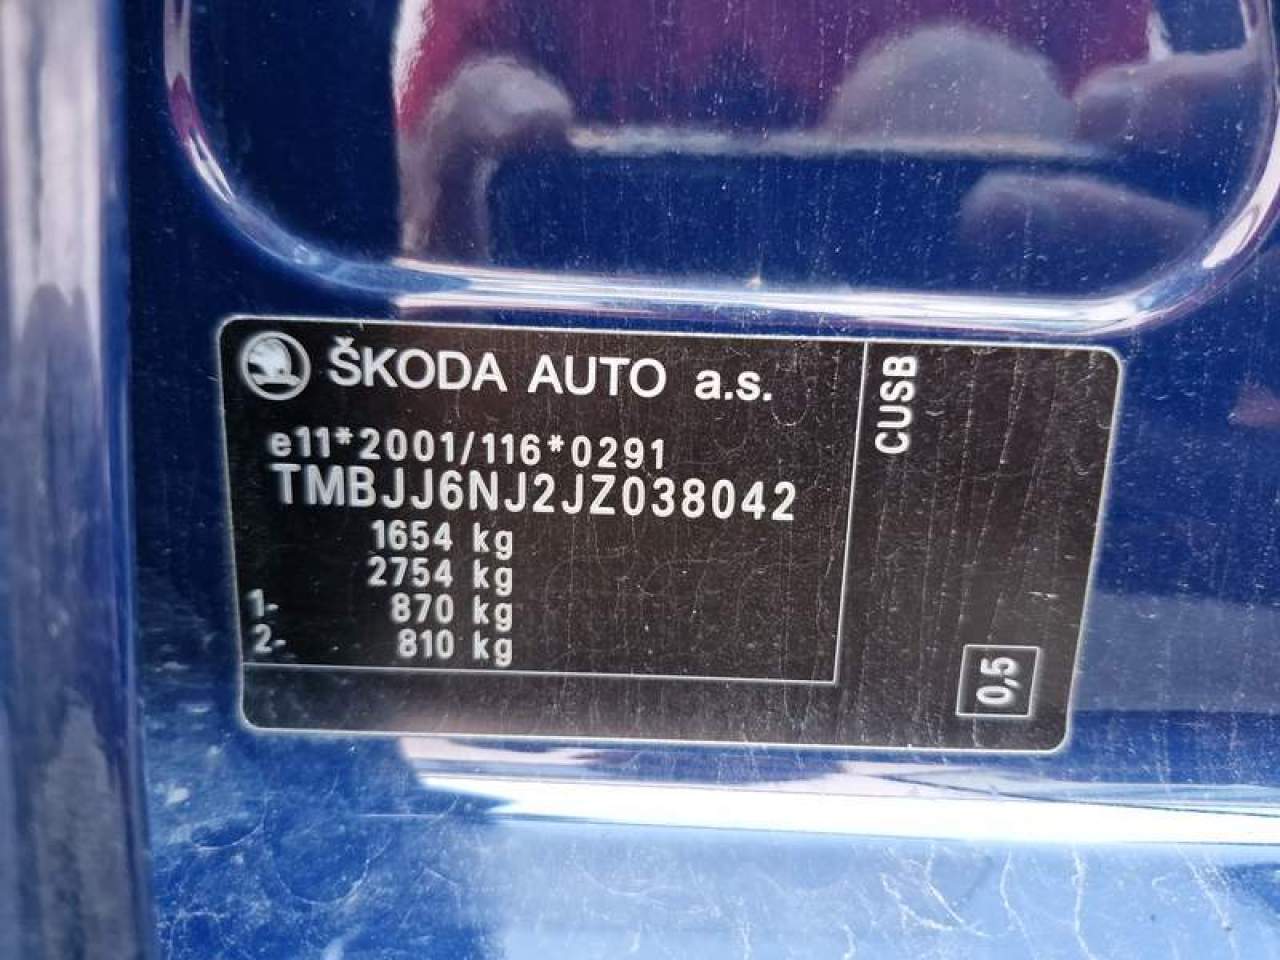 ŠKODA AUTO a.s.
e11*2001/116*0291
TMBJJ6NJ2JZ038042
1654 kg
2754 kg
1- 870 kg
2- 810 kg
CUSB
0,5